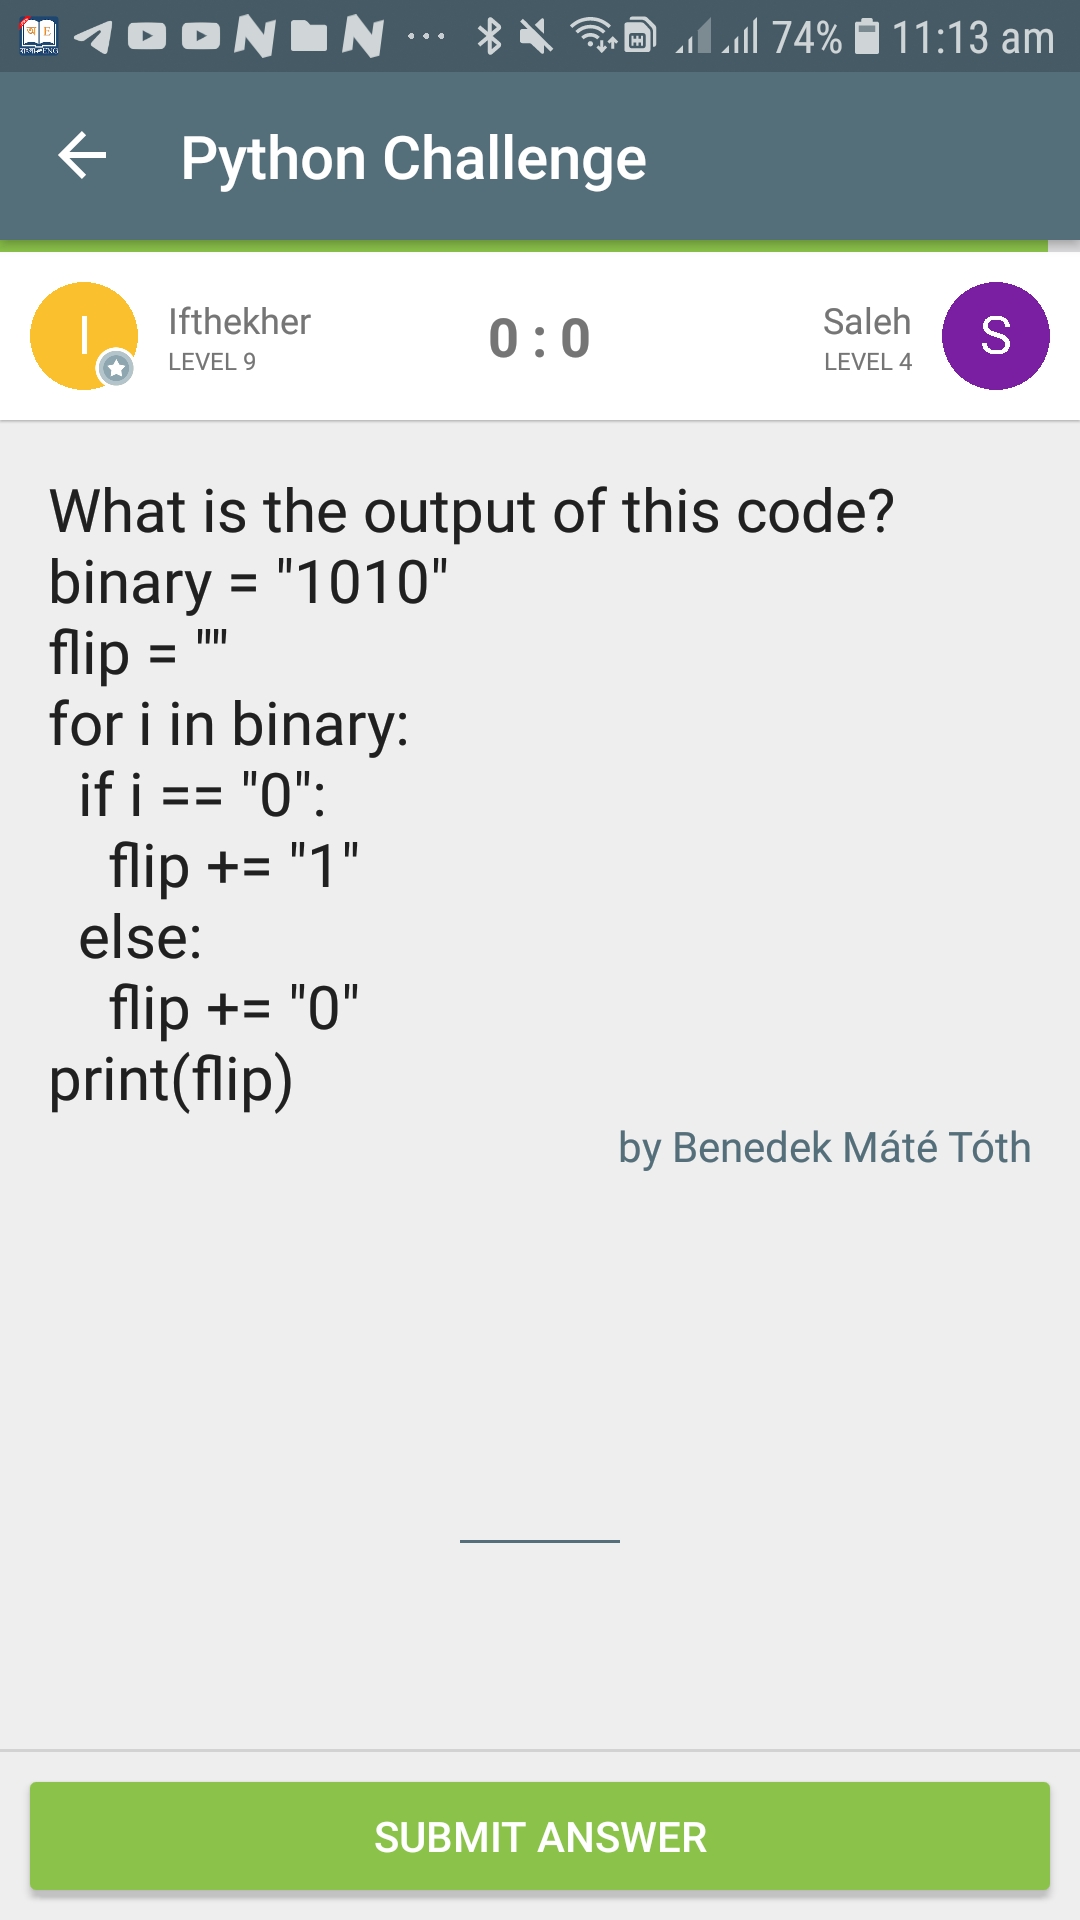 74% 11:13 am
Python Challenge
I Ifthekher 0 : 0 Saleh S
LEVEL 9 LEVEL 4
What is the output of this code?
binary = "1010"
flip = ""
for i in binary:
if i == "0":
flip += "1"
else:
flip += "0"
print(flip)
by Benedek Máté Tóth
SUBMIT ANSWER